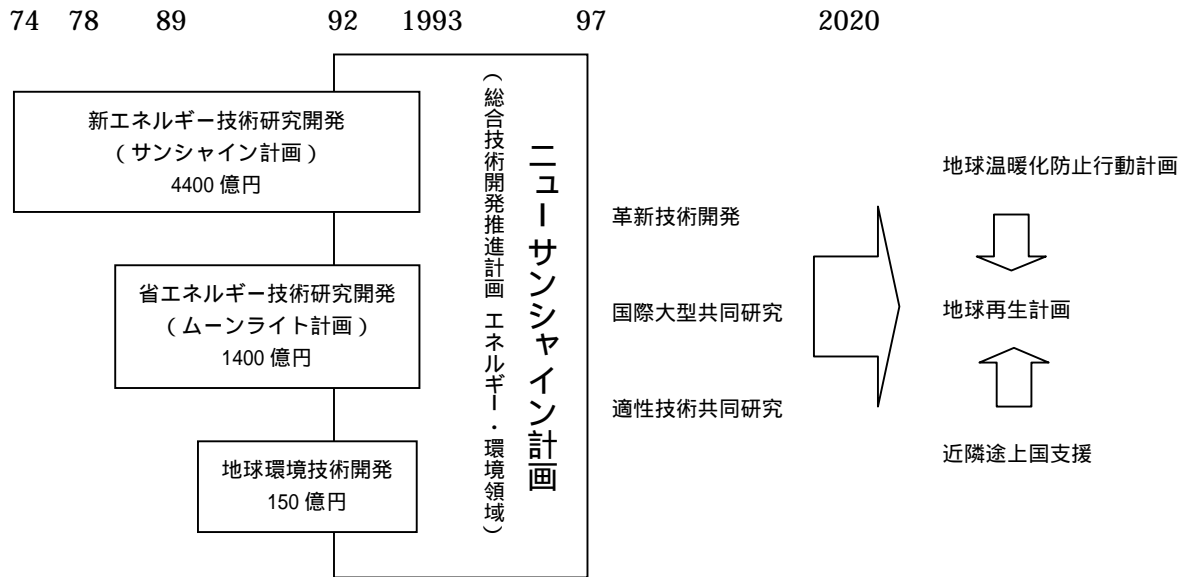 74 78 89 92 1993 97 2020
新エネルギー技術研究開発
（サンシャイン計画）
4400 億円
省エネルギー技術研究開発
（ムーンライト計画）
1400 億円
地球環境技術開発
150 億円
ニューサンシャイン計画
（総合技術開発推進計画 エネルギー・環境領域）
革新技術開発
国際大型共同研究
適性技術共同研究
地球温暖化防止行動計画
地球再生計画
近隣途上国支援